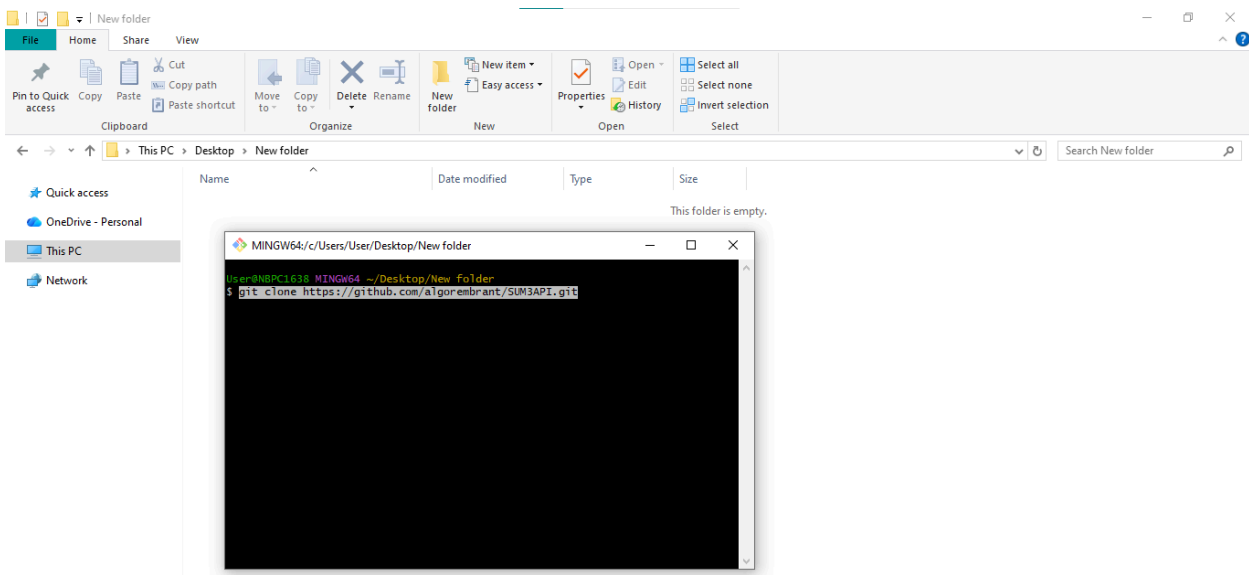 New folder
File Home Share View
Pin to Quick access
Copy
Paste
Cut
Copy path
Paste shortcut
Clipboard
Move to
Copy to
Delete
Rename
Organize
New folder
New item
Easy access
New
Properties
Open
Edit
History
Open
Select all
Select none
Invert selection
Select
This PC > Desktop > New folder
Search New folder
Quick access
OneDrive - Personal
This PC
Network
Name Date modified Type Size
This folder is empty.
MINGW64:/c/Users/User/Desktop/New folder
User@NBPC1638 MINGW64 ~/Desktop/New folder
$ git clone https://github.com/algorembrant/SUM3API.git